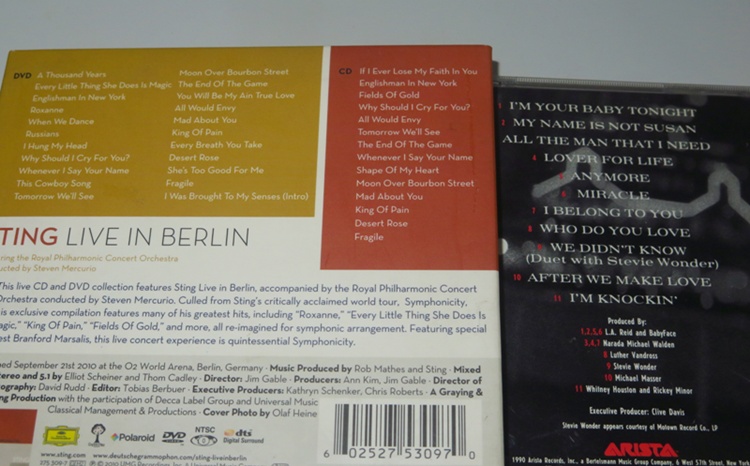 DVD A Thousand Years
Every Little Thing She Does Is Magic
Englishman In New York
Roxanne
When We Dance
Russians
I Hung My Head
Why Should I Cry For You?
Whenever I Say Your Name
This Cowboy Song
Tomorrow We'll See
Moon Over Bourbon Street
The End Of The Game
You Will Be My Ain True Love
All Would Envy
Mad About You
King Of Pain
Every Breath You Take
Desert Rose
She's Too Good For Me
Fragile
I Was Brought To My Senses (Intro)
CD If I Ever Lose My Faith In You
Englishman In New York
Fields Of Gold
Why Should I Cry For You?
All Would Envy
Tomorrow We'll See
The End Of The Game
Whenever I Say Your Name
Shape Of My Heart
Moon Over Bourbon Street
Mad About You
King Of Pain
Desert Rose
Fragile
TING LIVE IN BERLIN
ring the Royal Philharmonic Concert Orchestra
ucted by Steven Mercurio
This live CD and DVD collection features Sting Live in Berlin, accompanied by the Royal Philharmonic Concert
Orchestra conducted by Steven Mercurio. Culled from Sting's critically acclaimed world tour, Symphonicity,
is exclusive compilation features many of his greatest hits, including "Roxanne," "Every Little Thing She Does Is
agic," "King Of Pain," "Fields Of Gold," and more, all re-imagined for symphonic arrangement. Featuring special
est Branford Marsalis, this live concert experience is quintessential Symphonicity.
med September 21st 2010 at the O2 World Arena, Berlin, Germany · Music Produced by Rob Mathes and Sting · Mixed
tereo and 5.1 by Elliot Scheiner and Thom Cadley · Director: Jim Gable · Producers: Ann Kim, Jim Gable · Director of
ography: David Rudd · Editor: Tobias Berbuer · Executive Producers: Kathryn Schenker, Chris Roberts · A Graying &
ng Production with the participation of Decca Label Group and Universal Music
Classical Management & Productions · Cover Photo by Olaf Heine
Polaroid DVD VIDEO NTSC dts Digital Surround
www.sting.com www.deutschegrammophon.com/sting-liveinberlin
6 02527 53097 0
1 I'M YOUR BABY TONIGHT
2 MY NAME IS NOT SUSAN
ALL THE MAN THAT I NEED
4 LOVER FOR LIFE
5 ANYMORE
6 MIRACLE
7 I BELONG TO YOU
8 WHO DO YOU LOVE
9 WE DIDN'T KNOW
(Duet with Stevie Wonder)
10 AFTER WE MAKE LOVE
11 I'M KNOCKIN'
Produced By:
1,2,5,6 L.A. Reid and BabyFace
3,4,7 Narada Michael Walden
8 Luther Vandross
9 Stevie Wonder
10 Michael Masser
11 Whitney Houston and Rickey Minor
Executive Producer: Clive Davis
Stevie Wonder appears courtesy of Motown Record Co., LP
ARISTA
1990 Arista Records, Inc., a Bertelsmann Music Group Company, 6 West 57th Street, New York